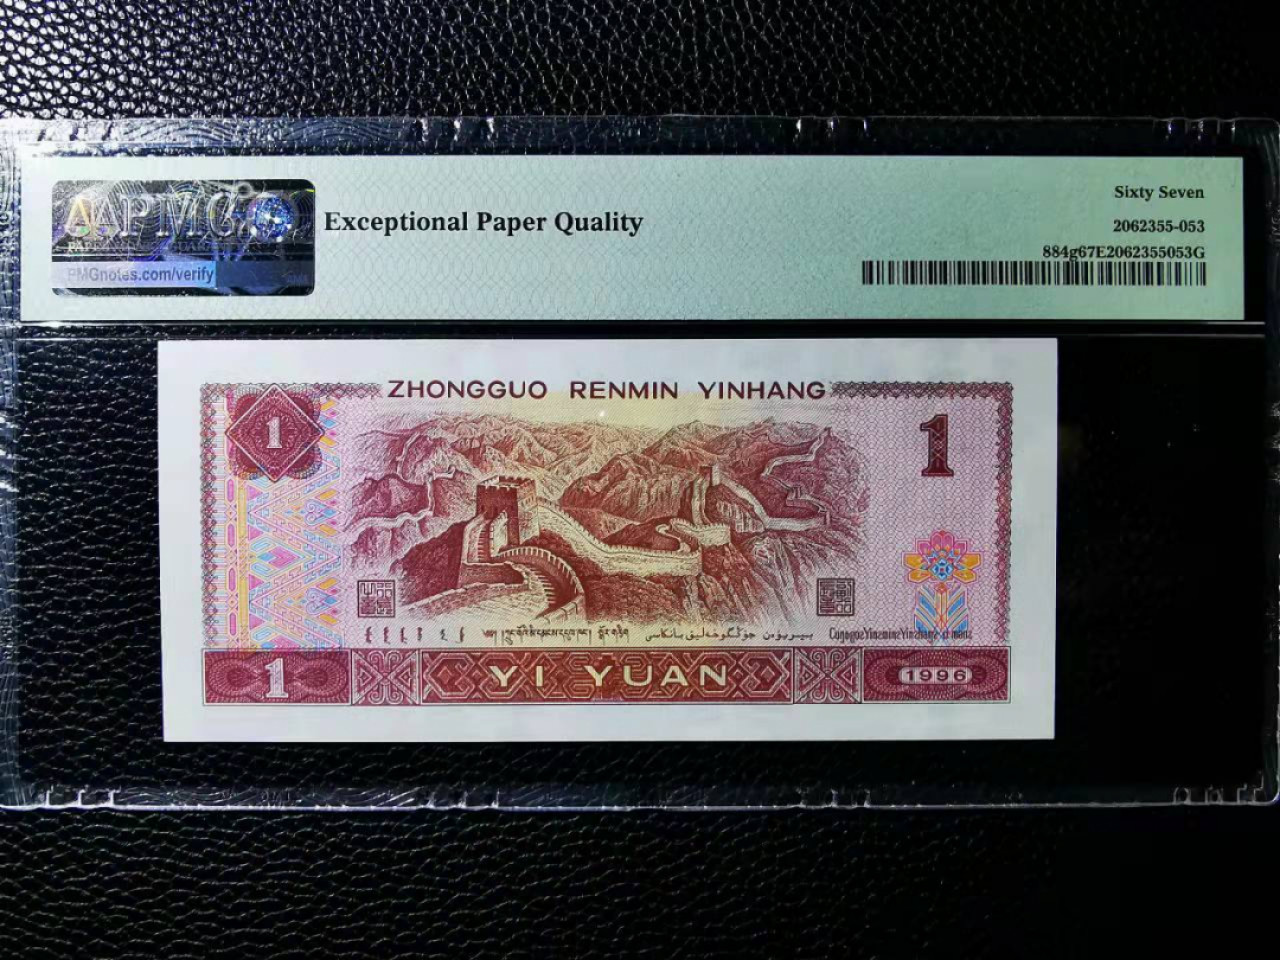 PMG
PMGnotes.com/verify
Exceptional Paper Quality
Sixty Seven
2062355-053
884g67E2062355053G
ZHONGGUO RENMIN YINHANG
1
1
1
YI YUAN
1996